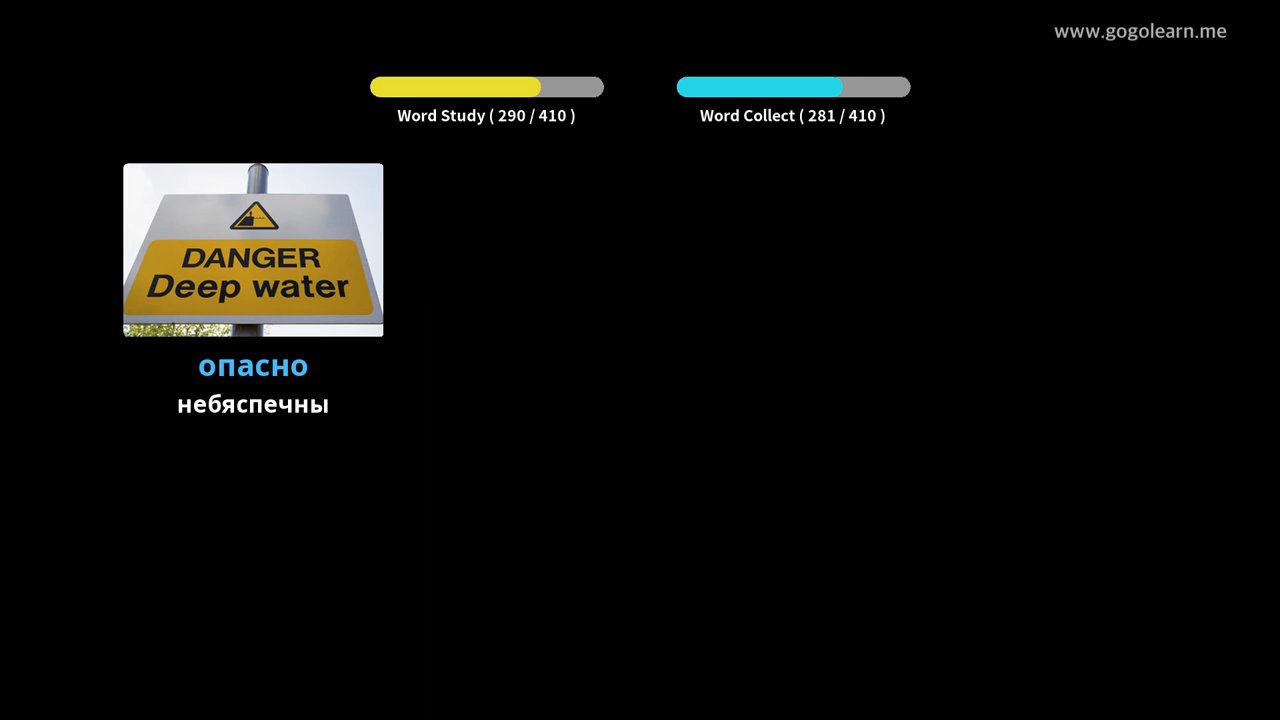 www.gogolearn.me
Word Study ( 290 / 410 )
Word Collect ( 281 / 410 )
DANGER
Deep water
опасно
небяспечны